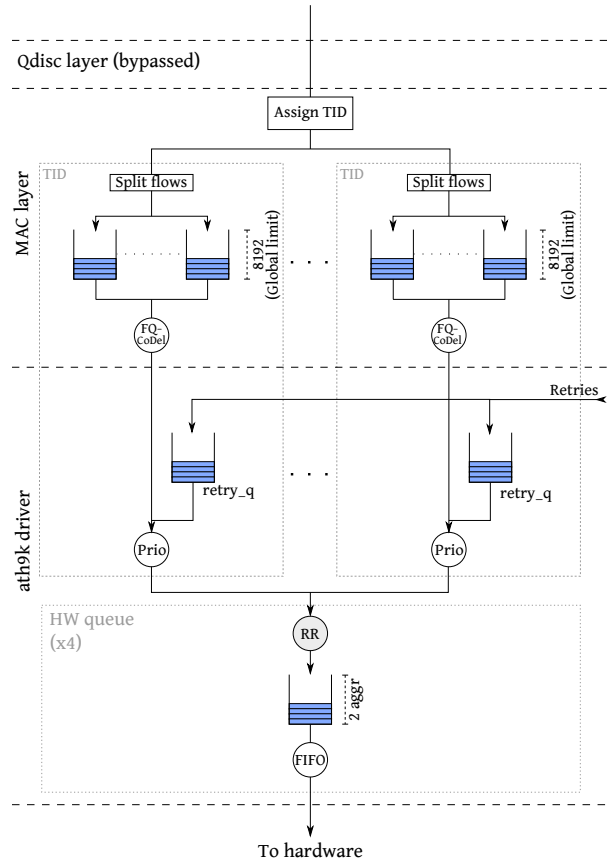 Qdisc layer (bypassed)
Assign TID
MAC layer
TID
TID
Split flows
Split flows
8192
(Global limit)
8192
(Global limit)
FQ-
CoDel
FQ-
CoDel
Retries
ath9k driver
retry_q
retry_q
Prio
Prio
HW queue
(x4)
RR
2 aggr
FIFO
To hardware